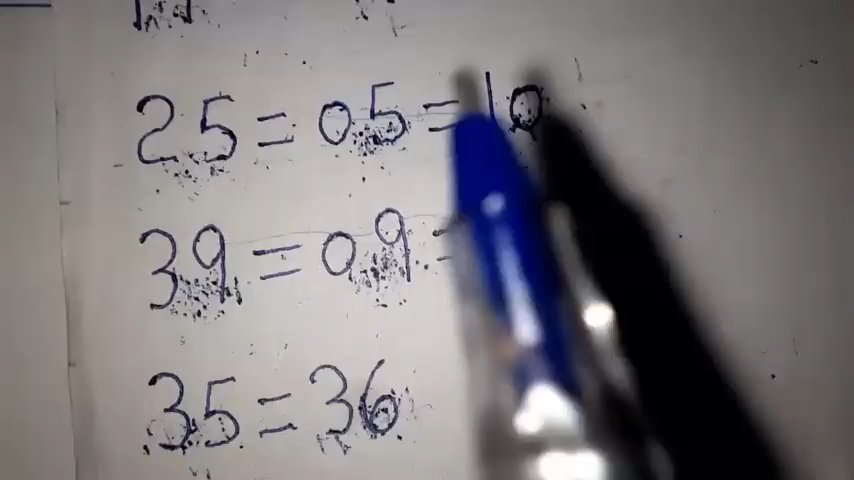 25 = 05 = 10
39 = 09 =
35 = 36